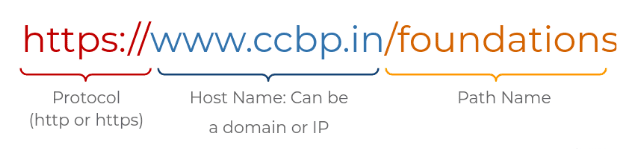 https://www.ccbp.in/foundations
Protocol
(http or https)
Host Name: Can be
a domain or IP
Path Name